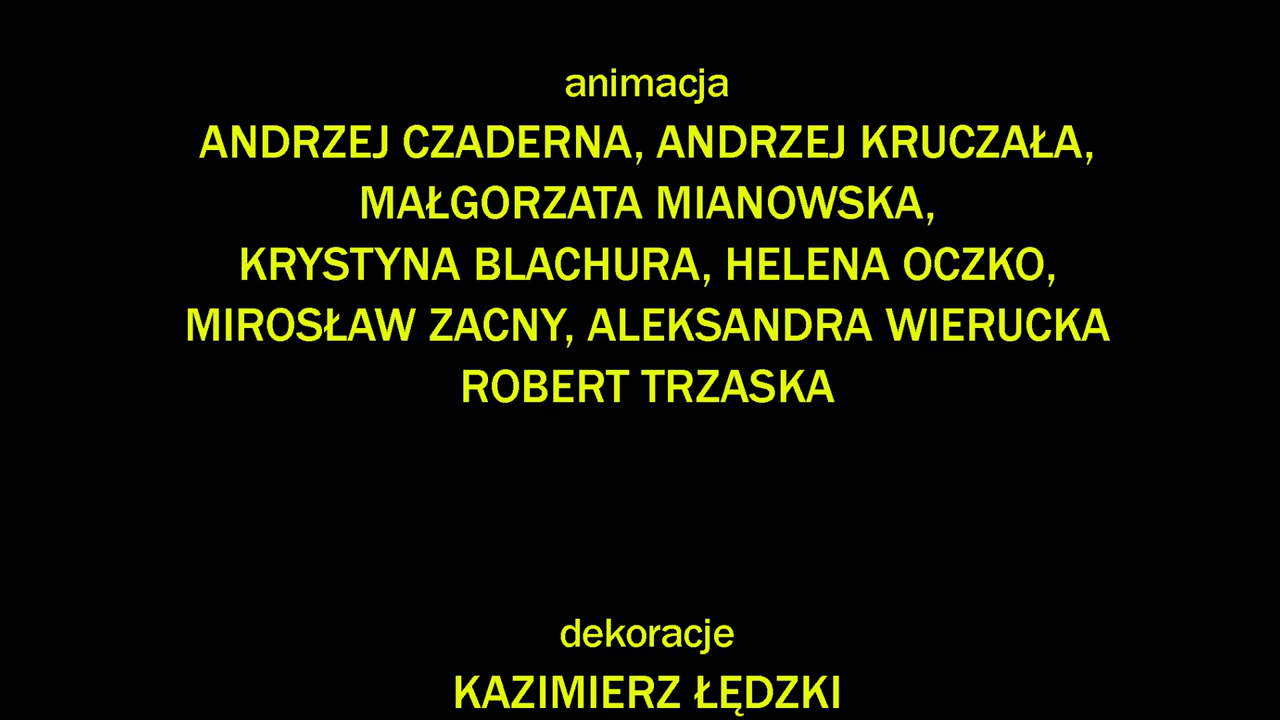 animacja
ANDRZEJ CZADERNA, ANDRZEJ KRUCZAŁA,
MAŁGORZATA MIANOWSKA,
KRYSTYNA BLACHURA, HELENA OCZKO,
MIROSŁAW ZACNY, ALEKSANDRA WIERUCKA
ROBERT TRZASKA
dekoracje
KAZIMIERZ ŁĘDZKI